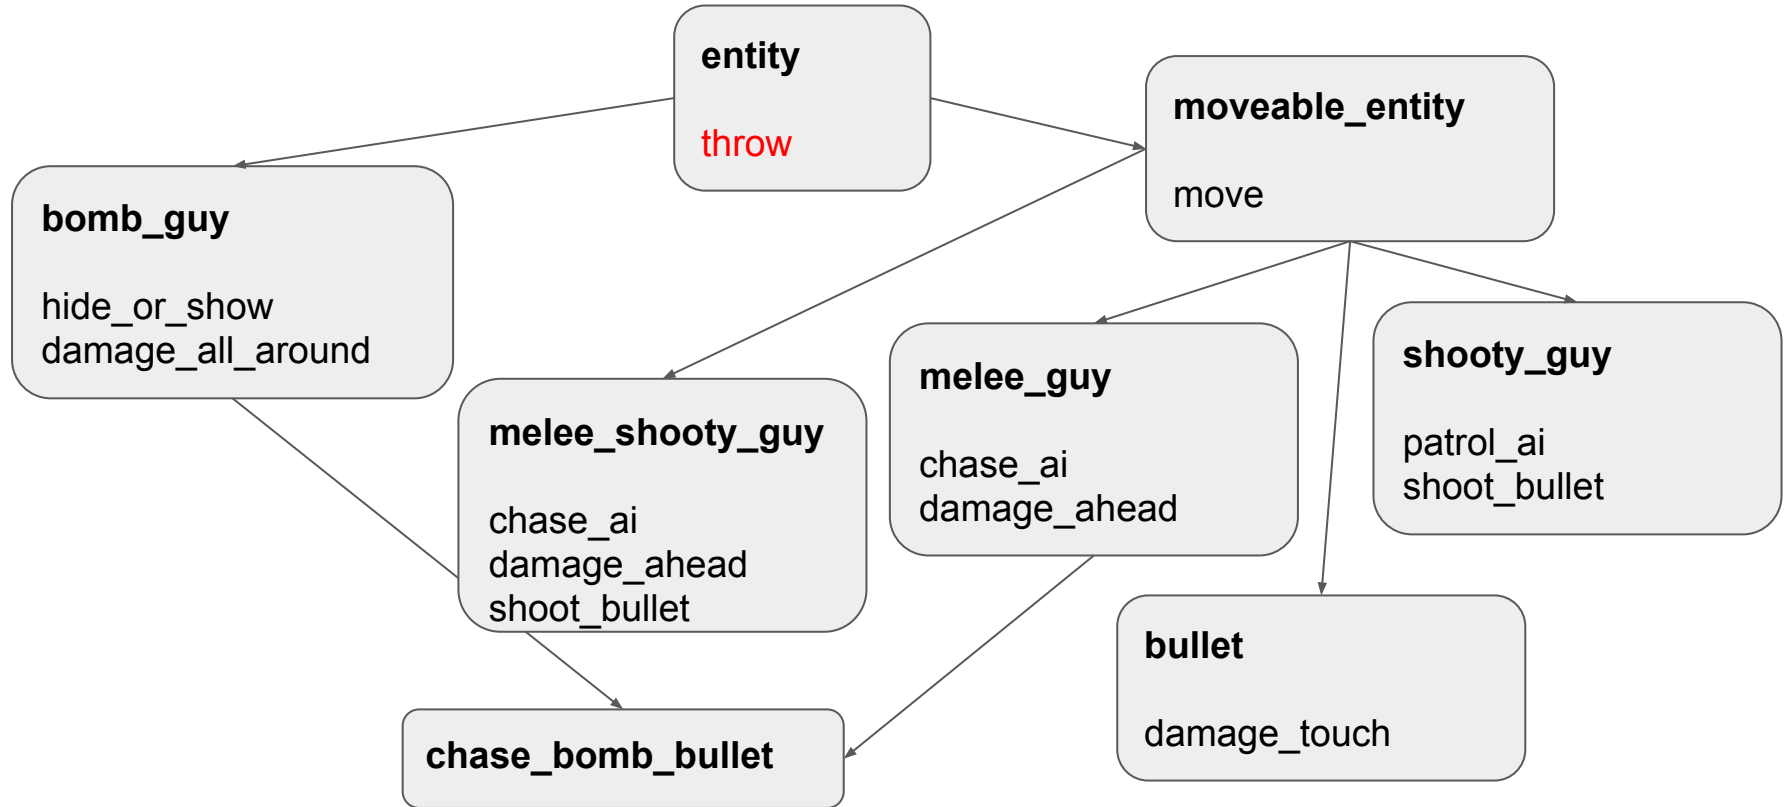 entity
throw
moveable_entity
move
bomb_guy
hide_or_show
damage_all_around
melee_shooty_guy
chase_ai
damage_ahead
shoot_bullet
melee_guy
chase_ai
damage_ahead
shooty_guy
patrol_ai
shoot_bullet
bullet
damage_touch
chase_bomb_bullet